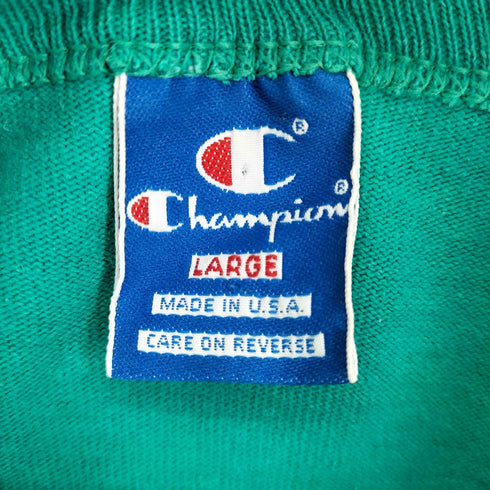 ®
Champion®
LARGE
MADE IN U.S.A.
CARE ON REVERSE